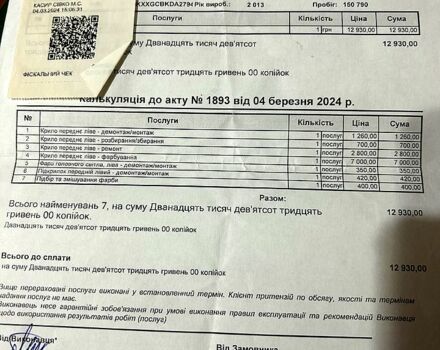 КАСИР СВКО М.С.
04.03.2024 15:06:31
ФІСКАЛЬНИЙ ЧЕК
KXXGCBKDA2794 Рік вироб.: 2 013 Пробіг: 150 790
Послуги Кількість Ціна Сума
1 грн 12 930,00 12 930,00
на суму Дванадцять тисяч дев'ятсот 12 930,00
дев'ятсот тридцять гривень 00 копійок
Калькуляція до акту № 1893 від 04 березня 2024 р.
№ Послуги Кількість Ціна Сума
1 Крило переднє ліве - демонтаж/монтаж 1 послуг 1 260,00 1 260,00
2 Крило переднє ліве - розбирання/збирання 1 послуг 700,00 700,00
3 Крило переднє ліве - ремонт 1 послуг 2 800,00 2 800,00
4 Крило переднє ліве - фарбування 1 послуг 7 000,00 7 000,00
5 Фара головного світла, ліва - демонтаж/монтаж 1 послуг 350,00 350,00
6 Підкрилок передній лівий - демонтаж/монтаж 1 послуг 420,00 420,00
7 Підбір та змішування фарби 1 послуг 400,00 400,00
Разом:
Всього найменувань 7, на суму Дванадцять тисяч дев'ятсот тридцять 12 930,00
гривень 00 копійок.
Дванадцять тисяч дев'ятсот тридцять гривень 00 копійок
Всього до сплати
на суму Дванадцять тисяч дев'ятсот тридцять гривень 00 копійок 12 930,00
Вище перераховані послуги виконані у встановлений термін. Клієнт претензій по обсягу, якості та термінам
надання послуг не має.
Виконавець несе гарантійні зобов'язання при умові виконання правил експлуатації та рекомендацій Виконавця
щодо використання результатів робіт (послуг)
Від Виконавця* Від Замовника